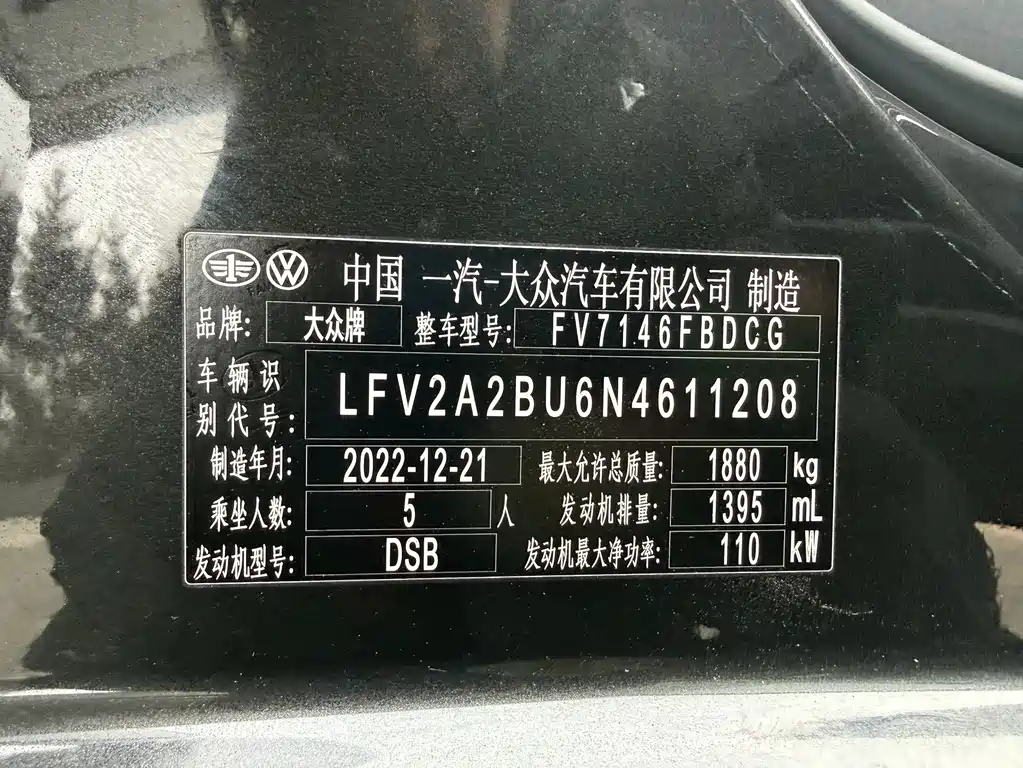 中国 一汽-大众汽车有限公司 制造
品牌: 大众牌 整车型号: FV7146FBDCG
车辆识别代号: LFV2A2BU6N4611208
制造年月: 2022-12-21 最大允许总质量: 1880 kg
乘坐人数: 5 人 发动机排量: 1395 mL
发动机型号: DSB 发动机最大净功率: 110 kW